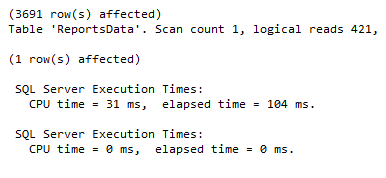 (3691 row(s) affected)
Table 'ReportsData'. Scan count 1, logical reads 421,
(1 row(s) affected)
SQL Server Execution Times:
CPU time = 31 ms,  elapsed time = 104 ms.
SQL Server Execution Times:
CPU time = 0 ms,  elapsed time = 0 ms.